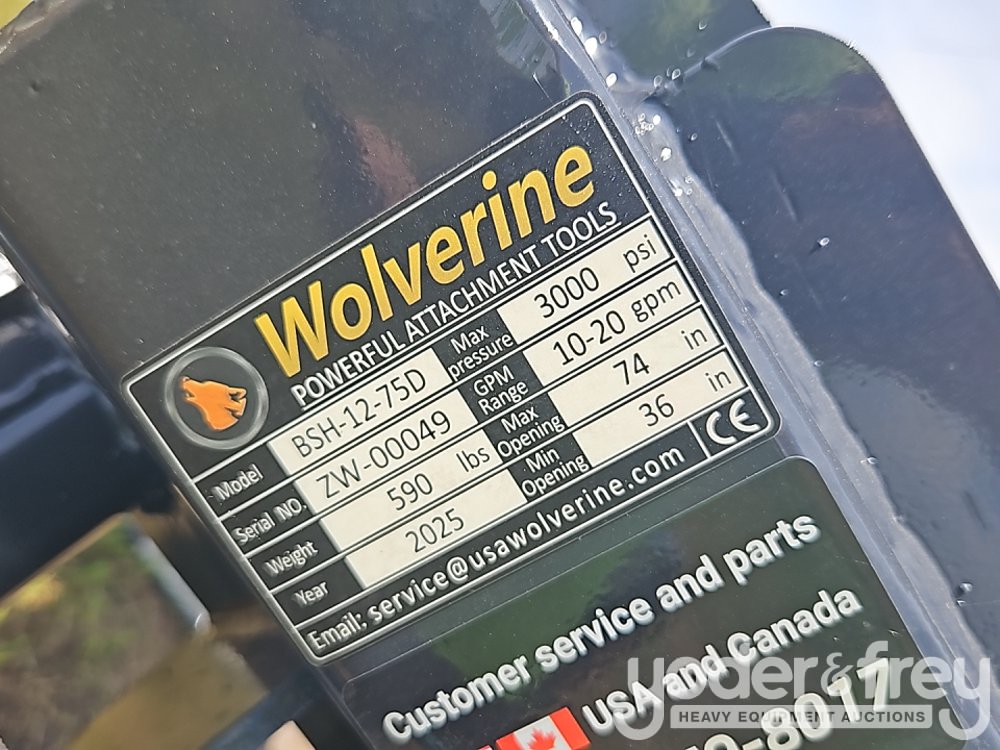 Wolverine
POWERFUL ATTACHMENT TOOLS
Model BSH-12-75D Max pressure 3000 psi
Serial NO. ZW-00049 GPM Range 10-20 gpm
Weight 590 lbs Max Opening 74 in
Year 2025 Min Opening 36 in
Email: service@usawolverine.com CE
Customer service and parts
USA and Canada
-8017
yoder&frey
HEAVY EQUIPMENT AUCTIONS